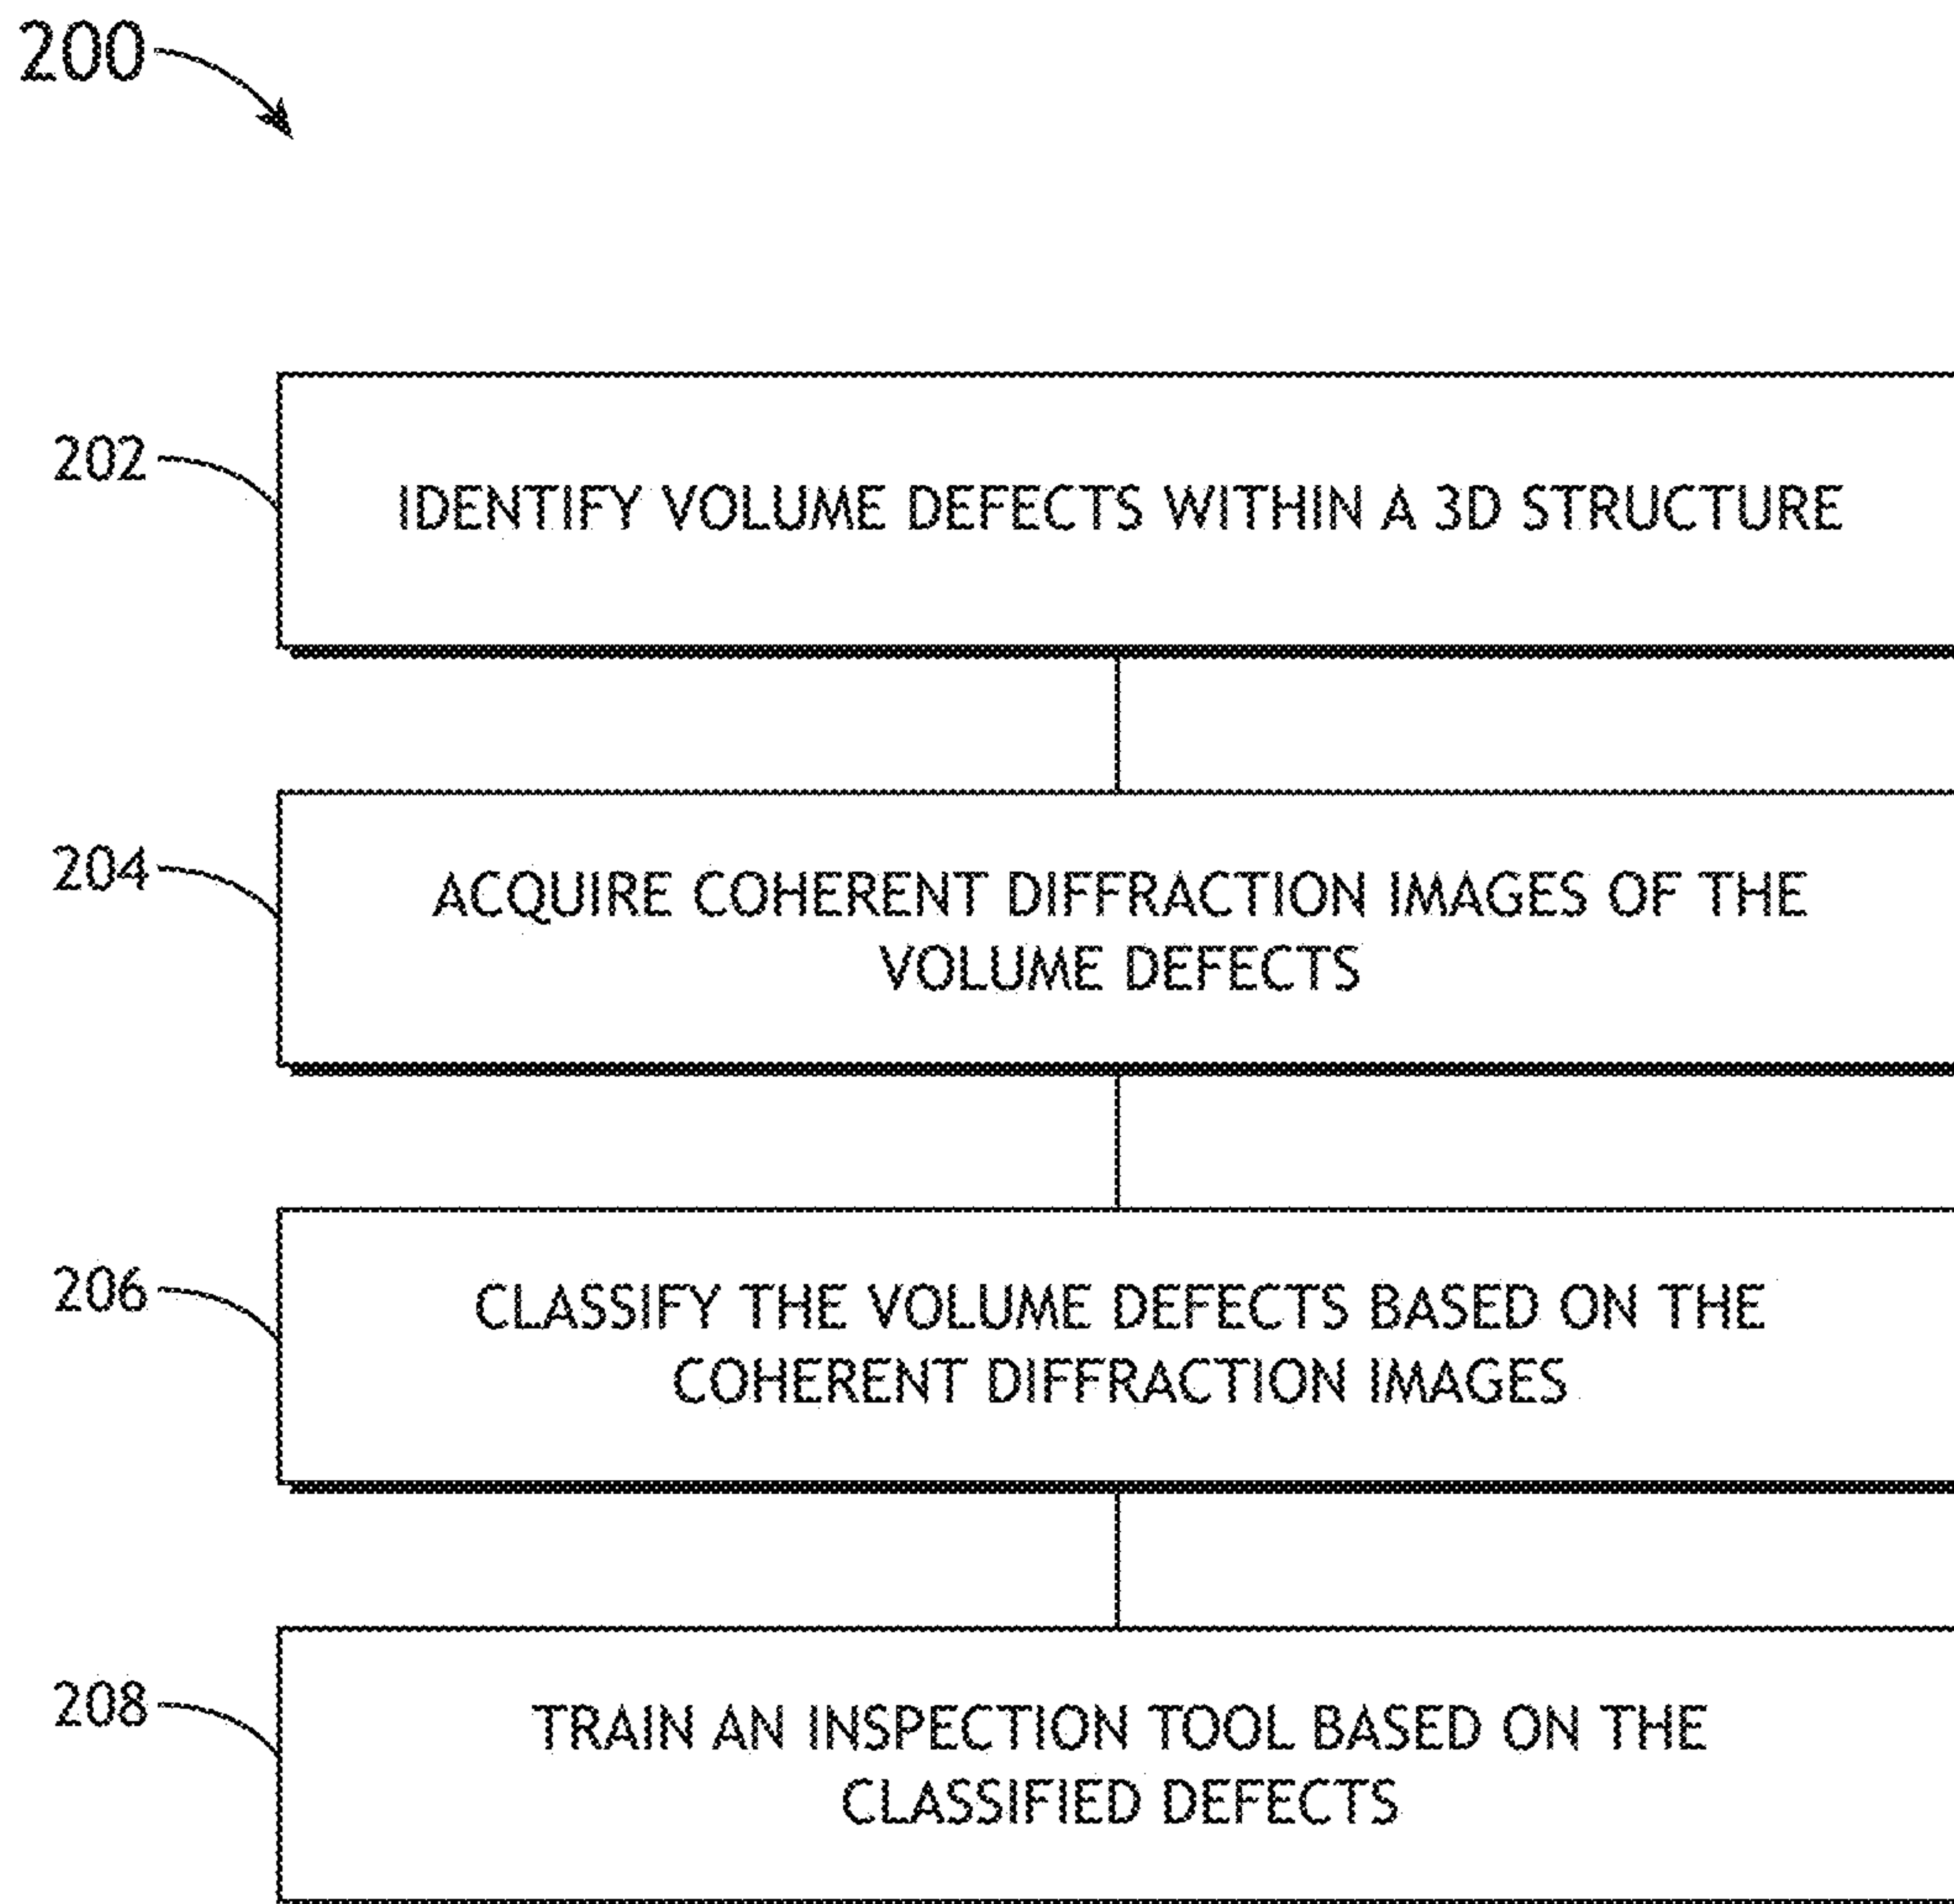 200
202
IDENTIFY VOLUME DEFECTS WITHIN A 3D STRUCTURE
204
ACQUIRE COHERENT DIFFRACTION IMAGES OF THE
VOLUME DEFECTS
206
CLASSIFY THE VOLUME DEFECTS BASED ON THE
COHERENT DIFFRACTION IMAGES
208
TRAIN AN INSPECTION TOOL BASED ON THE
CLASSIFIED DEFECTS